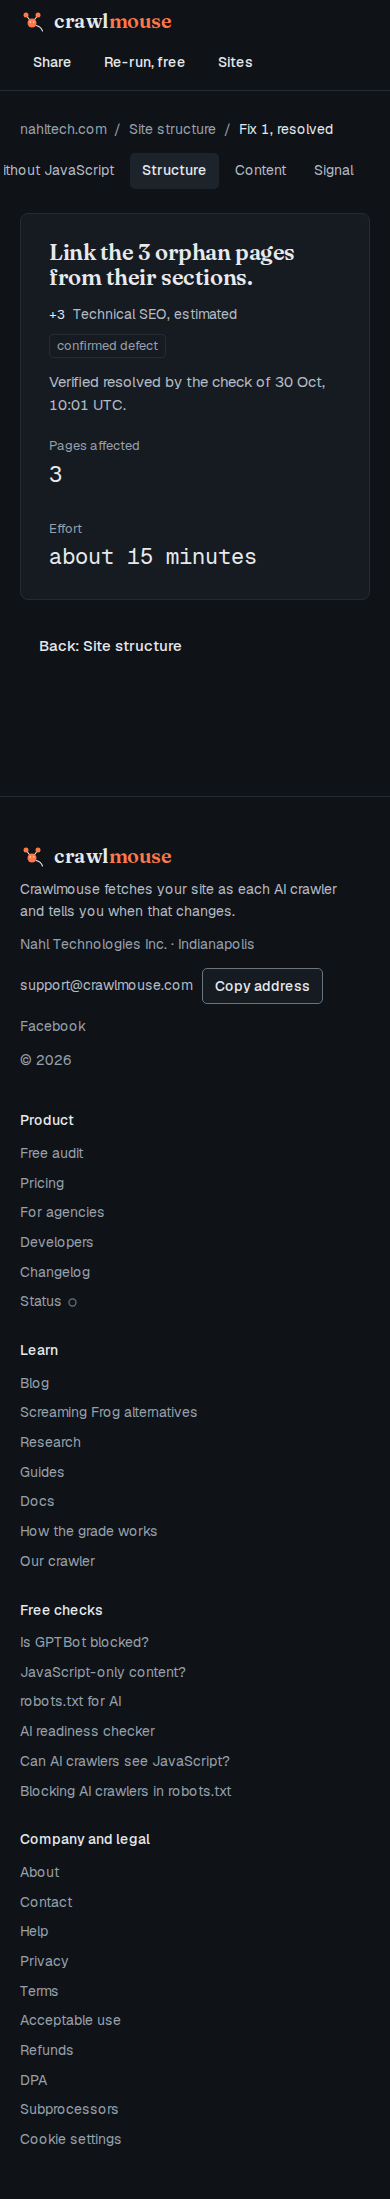 crawlmouse
Share Re-run, free Sites
nahltech.com / Site structure / Fix 1, resolved
ithout JavaScript Structure Content Signal
Link the 3 orphan pages
from their sections.
+3 Technical SEO, estimated
confirmed defect
Verified resolved by the check of 30 Oct,
10:01 UTC.
Pages affected
3
Effort
about 15 minutes
Back: Site structure
crawlmouse
Crawlmouse fetches your site as each AI crawler
and tells you when that changes.
Nahl Technologies Inc. · Indianapolis
support@crawlmouse.com Copy address
Facebook
© 2026
Product
Free audit
Pricing
For agencies
Developers
Changelog
Status
Learn
Blog
Screaming Frog alternatives
Research
Guides
Docs
How the grade works
Our crawler
Free checks
Is GPTBot blocked?
JavaScript-only content?
robots.txt for AI
AI readiness checker
Can AI crawlers see JavaScript?
Blocking AI crawlers in robots.txt
Company and legal
About
Contact
Help
Privacy
Terms
Acceptable use
Refunds
DPA
Subprocessors
Cookie settings